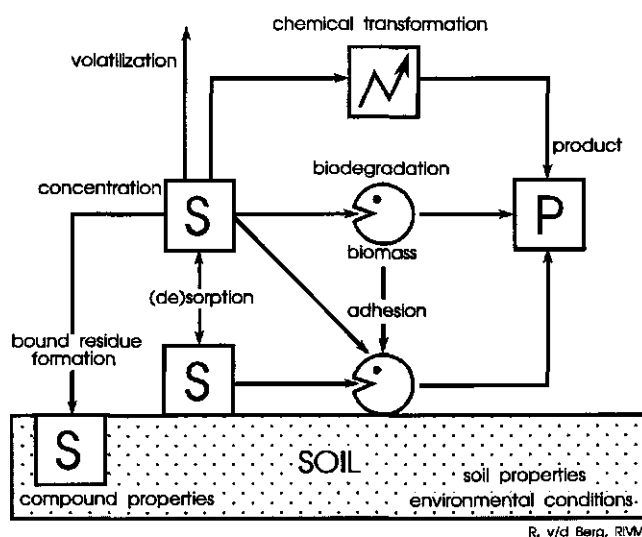 chemical transformation
volatilization
product
biodegradation
concentration
S
P
biomass
(de)sorption
adhesion
bound residue
formation
S
S
SOIL
soil properties
compound properties
environmental conditions
R. v/d Berg, RIVM